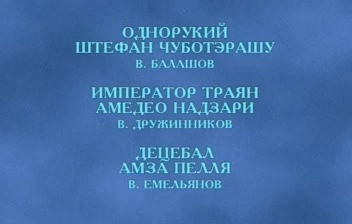 ОДНОРУКИЙ
ШТЕФАН ЧУБОТЭРАШУ
В. БАЛАШОВ
ИМПЕРАТОР ТРАЯН
АМЕДЕО НАДЗАРИ
В. ДРУЖИННИКОВ
ДЕЦЕБАЛ
АМЗА ПЕЛЛЯ
В. ЕМЕЛЬЯНОВ